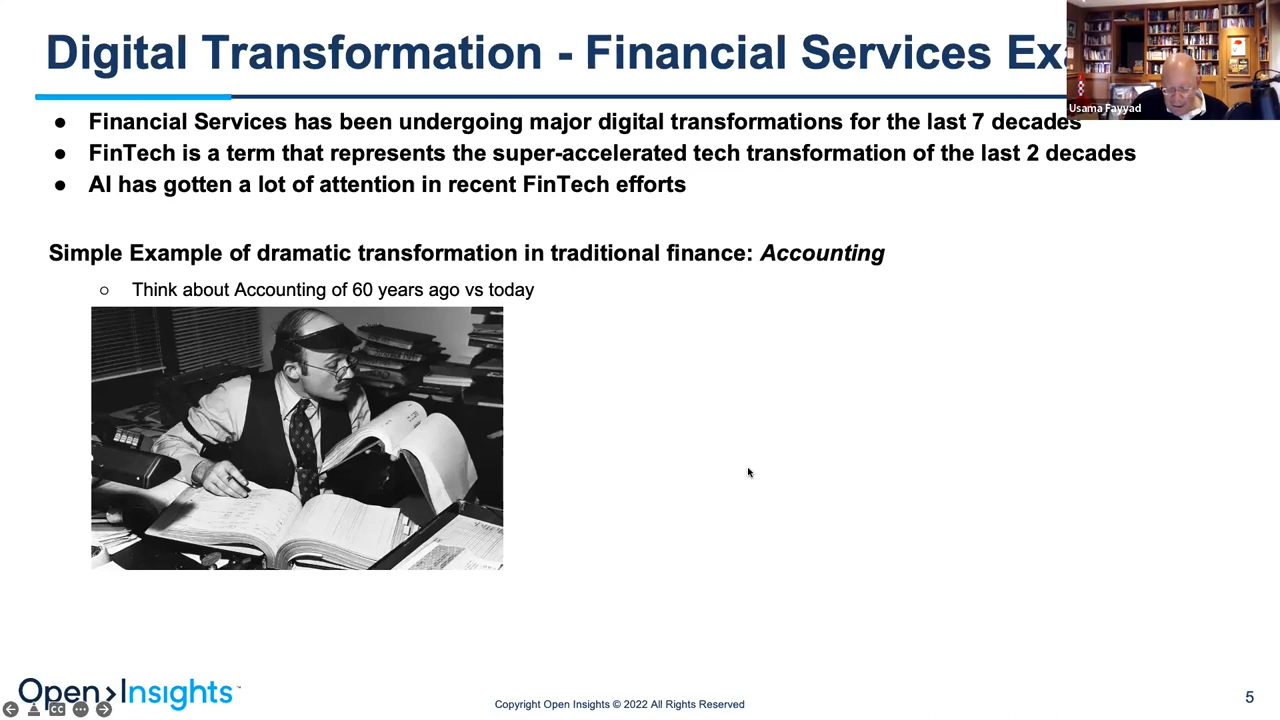 Digital Transformation - Financial Services Exa
Usama Fayyad
● Financial Services has been undergoing major digital transformations for the last 7 decades
● FinTech is a term that represents the super-accelerated tech transformation of the last 2 decades
● AI has gotten a lot of attention in recent FinTech efforts
Simple Example of dramatic transformation in traditional finance: Accounting
○ Think about Accounting of 60 years ago vs today
Open Insights™
CC
Copyright Open Insights © 2022 All Rights Reserved
5